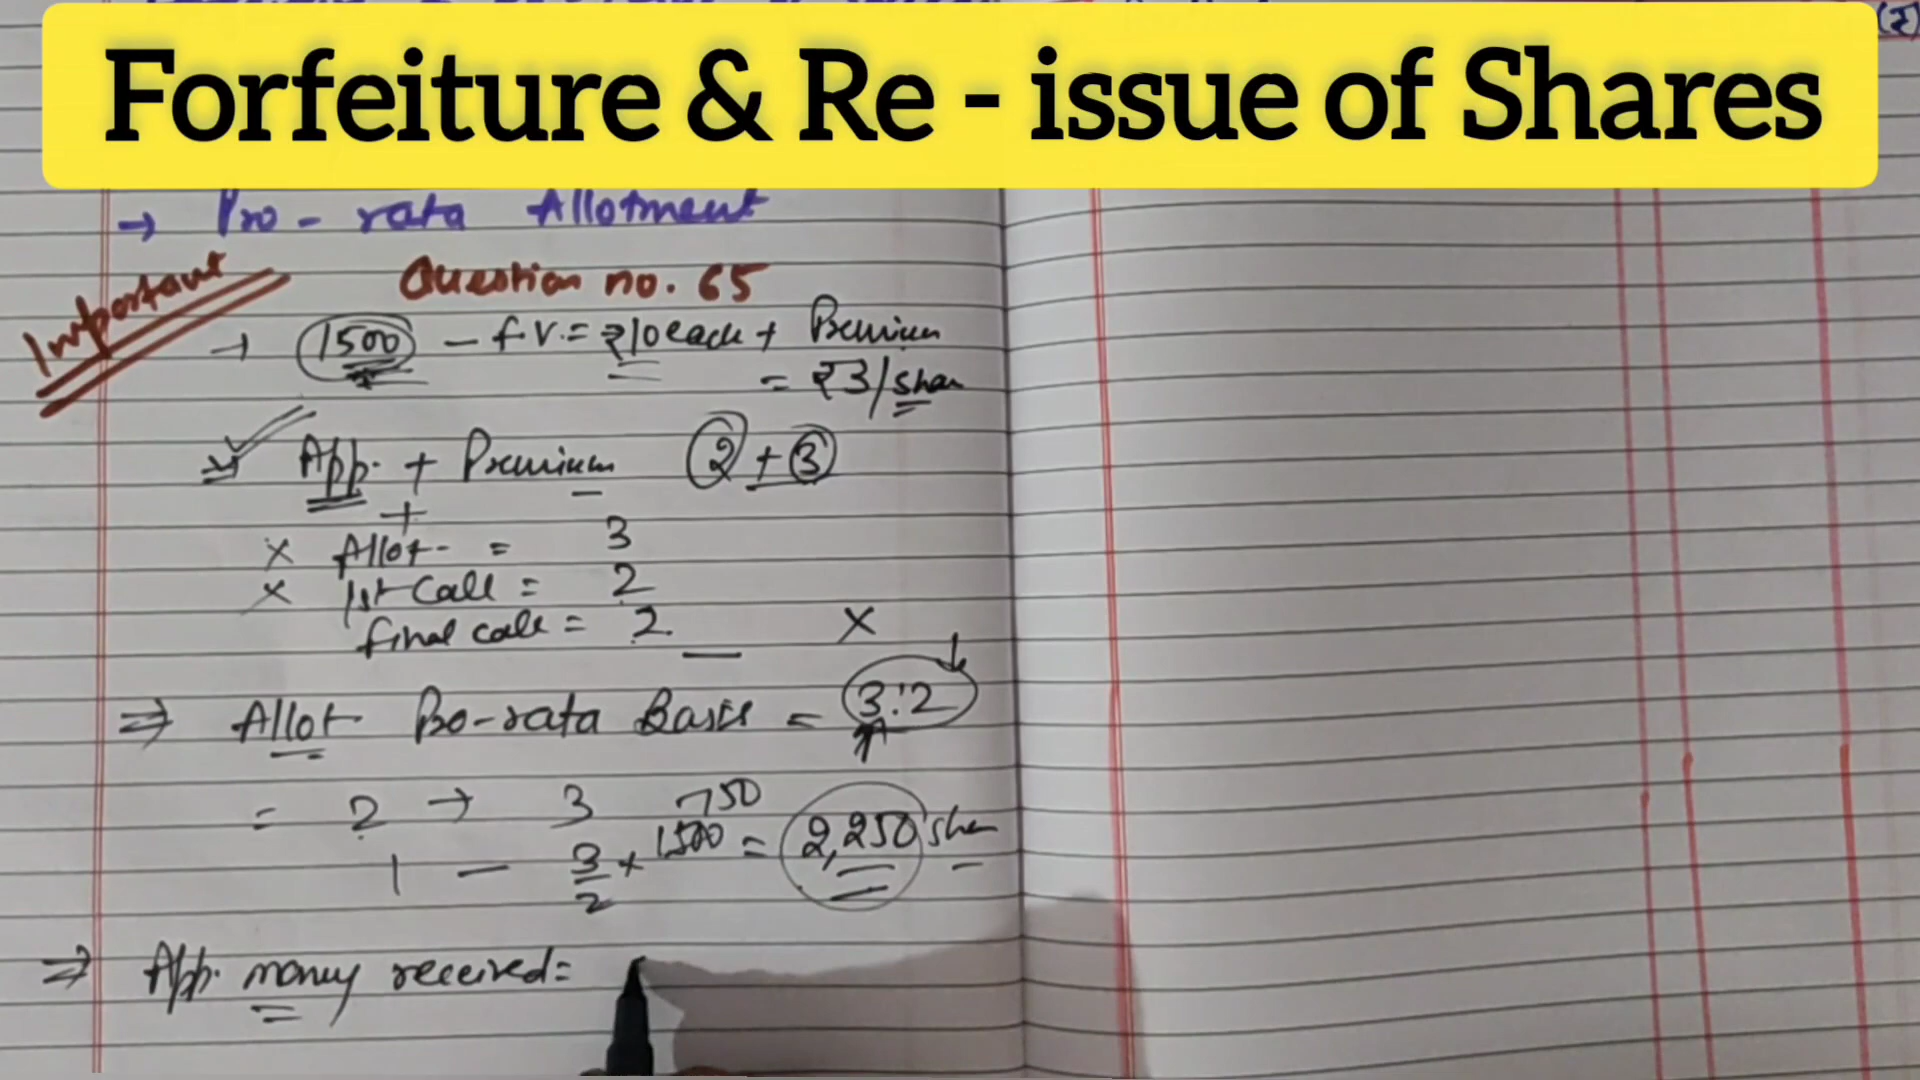 Forfeiture & Re - issue of Shares
(₹)
→ Pro - rata Allotment
Important
Question no. 65
→ 1500 - f.V. = ₹10 each + Premium
= ₹3/share
App. + Premium 2 + 3
+
x Allot- = 3
x 1st Call = 2
final call = 2. x
⇒ Allot Pro-rata Basis = 3:2
= 2 → 3 750
1 - 3/2 x 1500 = 2,250 share
⇒ App. money received =